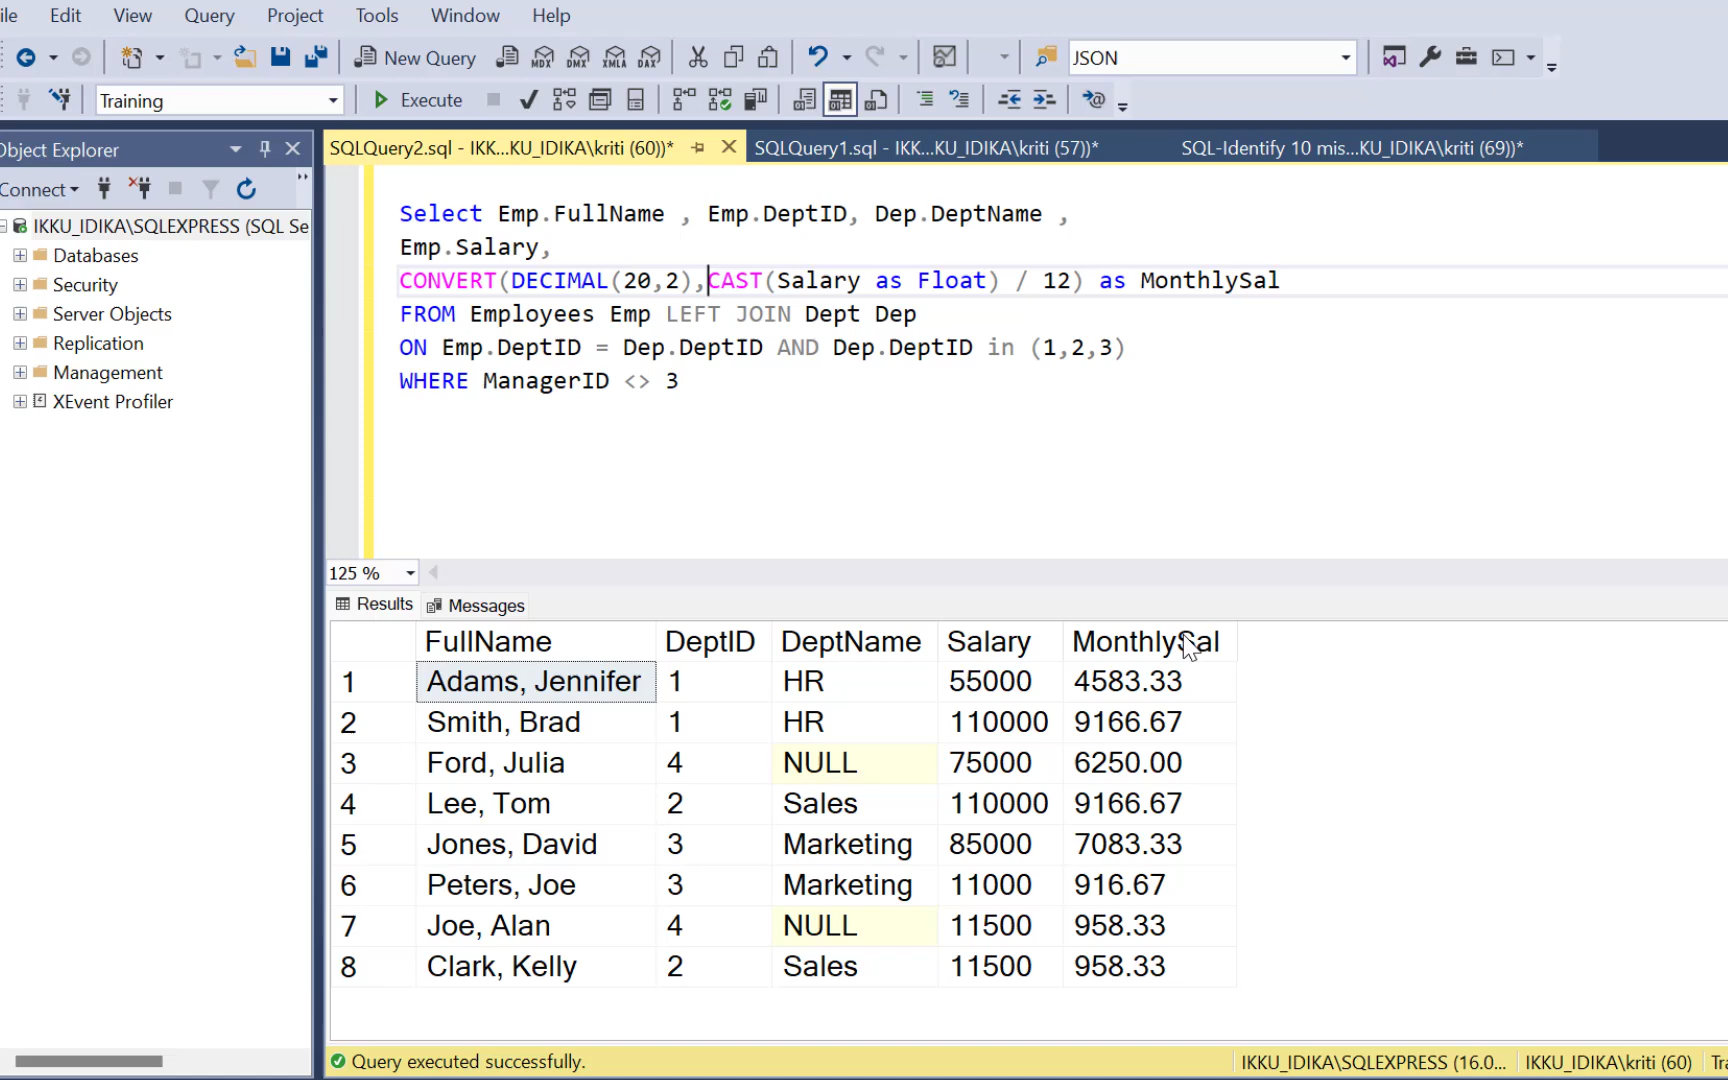 ile Edit View Query Project Tools Window Help
New Query MDX DMX XMLA DAX JSON
Training Execute
Object Explorer
SQLQuery2.sql - IKK...KU_IDIKA\kriti (60))* SQLQuery1.sql - IKK...KU_IDIKA\kriti (57))* SQL-Identify 10 mis...KU_IDIKA\kriti (69))*
Connect
IKKU_IDIKA\SQLEXPRESS (SQL Se
Databases
Security
Server Objects
Replication
Management
XEvent Profiler
Select Emp.FullName , Emp.DeptID, Dep.DeptName ,
Emp.Salary,
CONVERT(DECIMAL(20,2),CAST(Salary as Float) / 12) as MonthlySal
FROM Employees Emp LEFT JOIN Dept Dep
ON Emp.DeptID = Dep.DeptID AND Dep.DeptID in (1,2,3)
WHERE ManagerID <> 3
125 %
Results Messages
FullName DeptID DeptName Salary MonthlySal
1 Adams, Jennifer 1 HR 55000 4583.33
2 Smith, Brad 1 HR 110000 9166.67
3 Ford, Julia 4 NULL 75000 6250.00
4 Lee, Tom 2 Sales 110000 9166.67
5 Jones, David 3 Marketing 85000 7083.33
6 Peters, Joe 3 Marketing 11000 916.67
7 Joe, Alan 4 NULL 11500 958.33
8 Clark, Kelly 2 Sales 11500 958.33
Query executed successfully. IKKU_IDIKA\SQLEXPRESS (16.0... IKKU_IDIKA\kriti (60) Tra